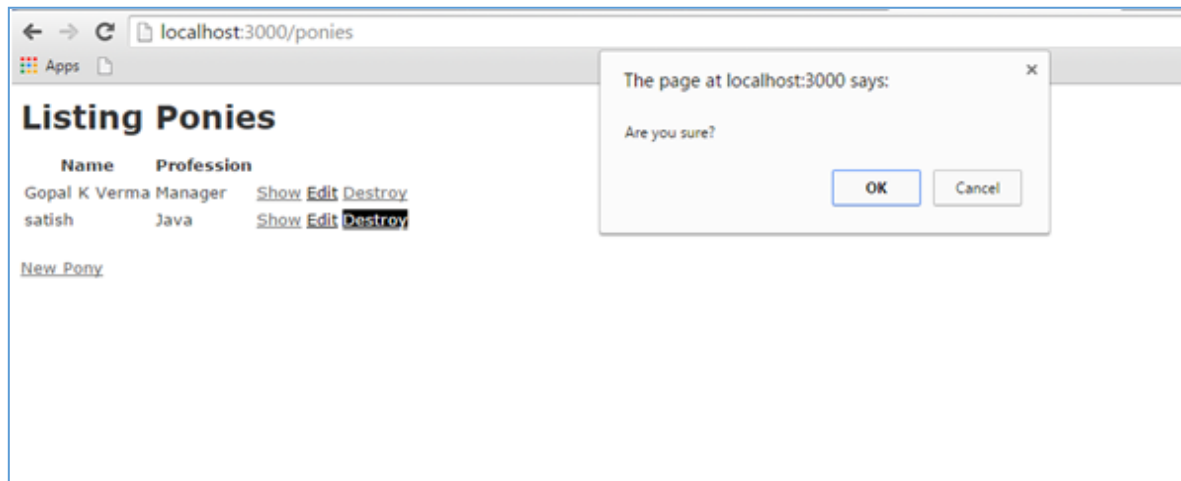 localhost:3000/ponies
Apps
The page at localhost:3000 says:
Are you sure?
OK Cancel
Listing Ponies
Name Profession
Gopal K Verma Manager Show Edit Destroy
satish Java Show Edit Destroy
New Pony